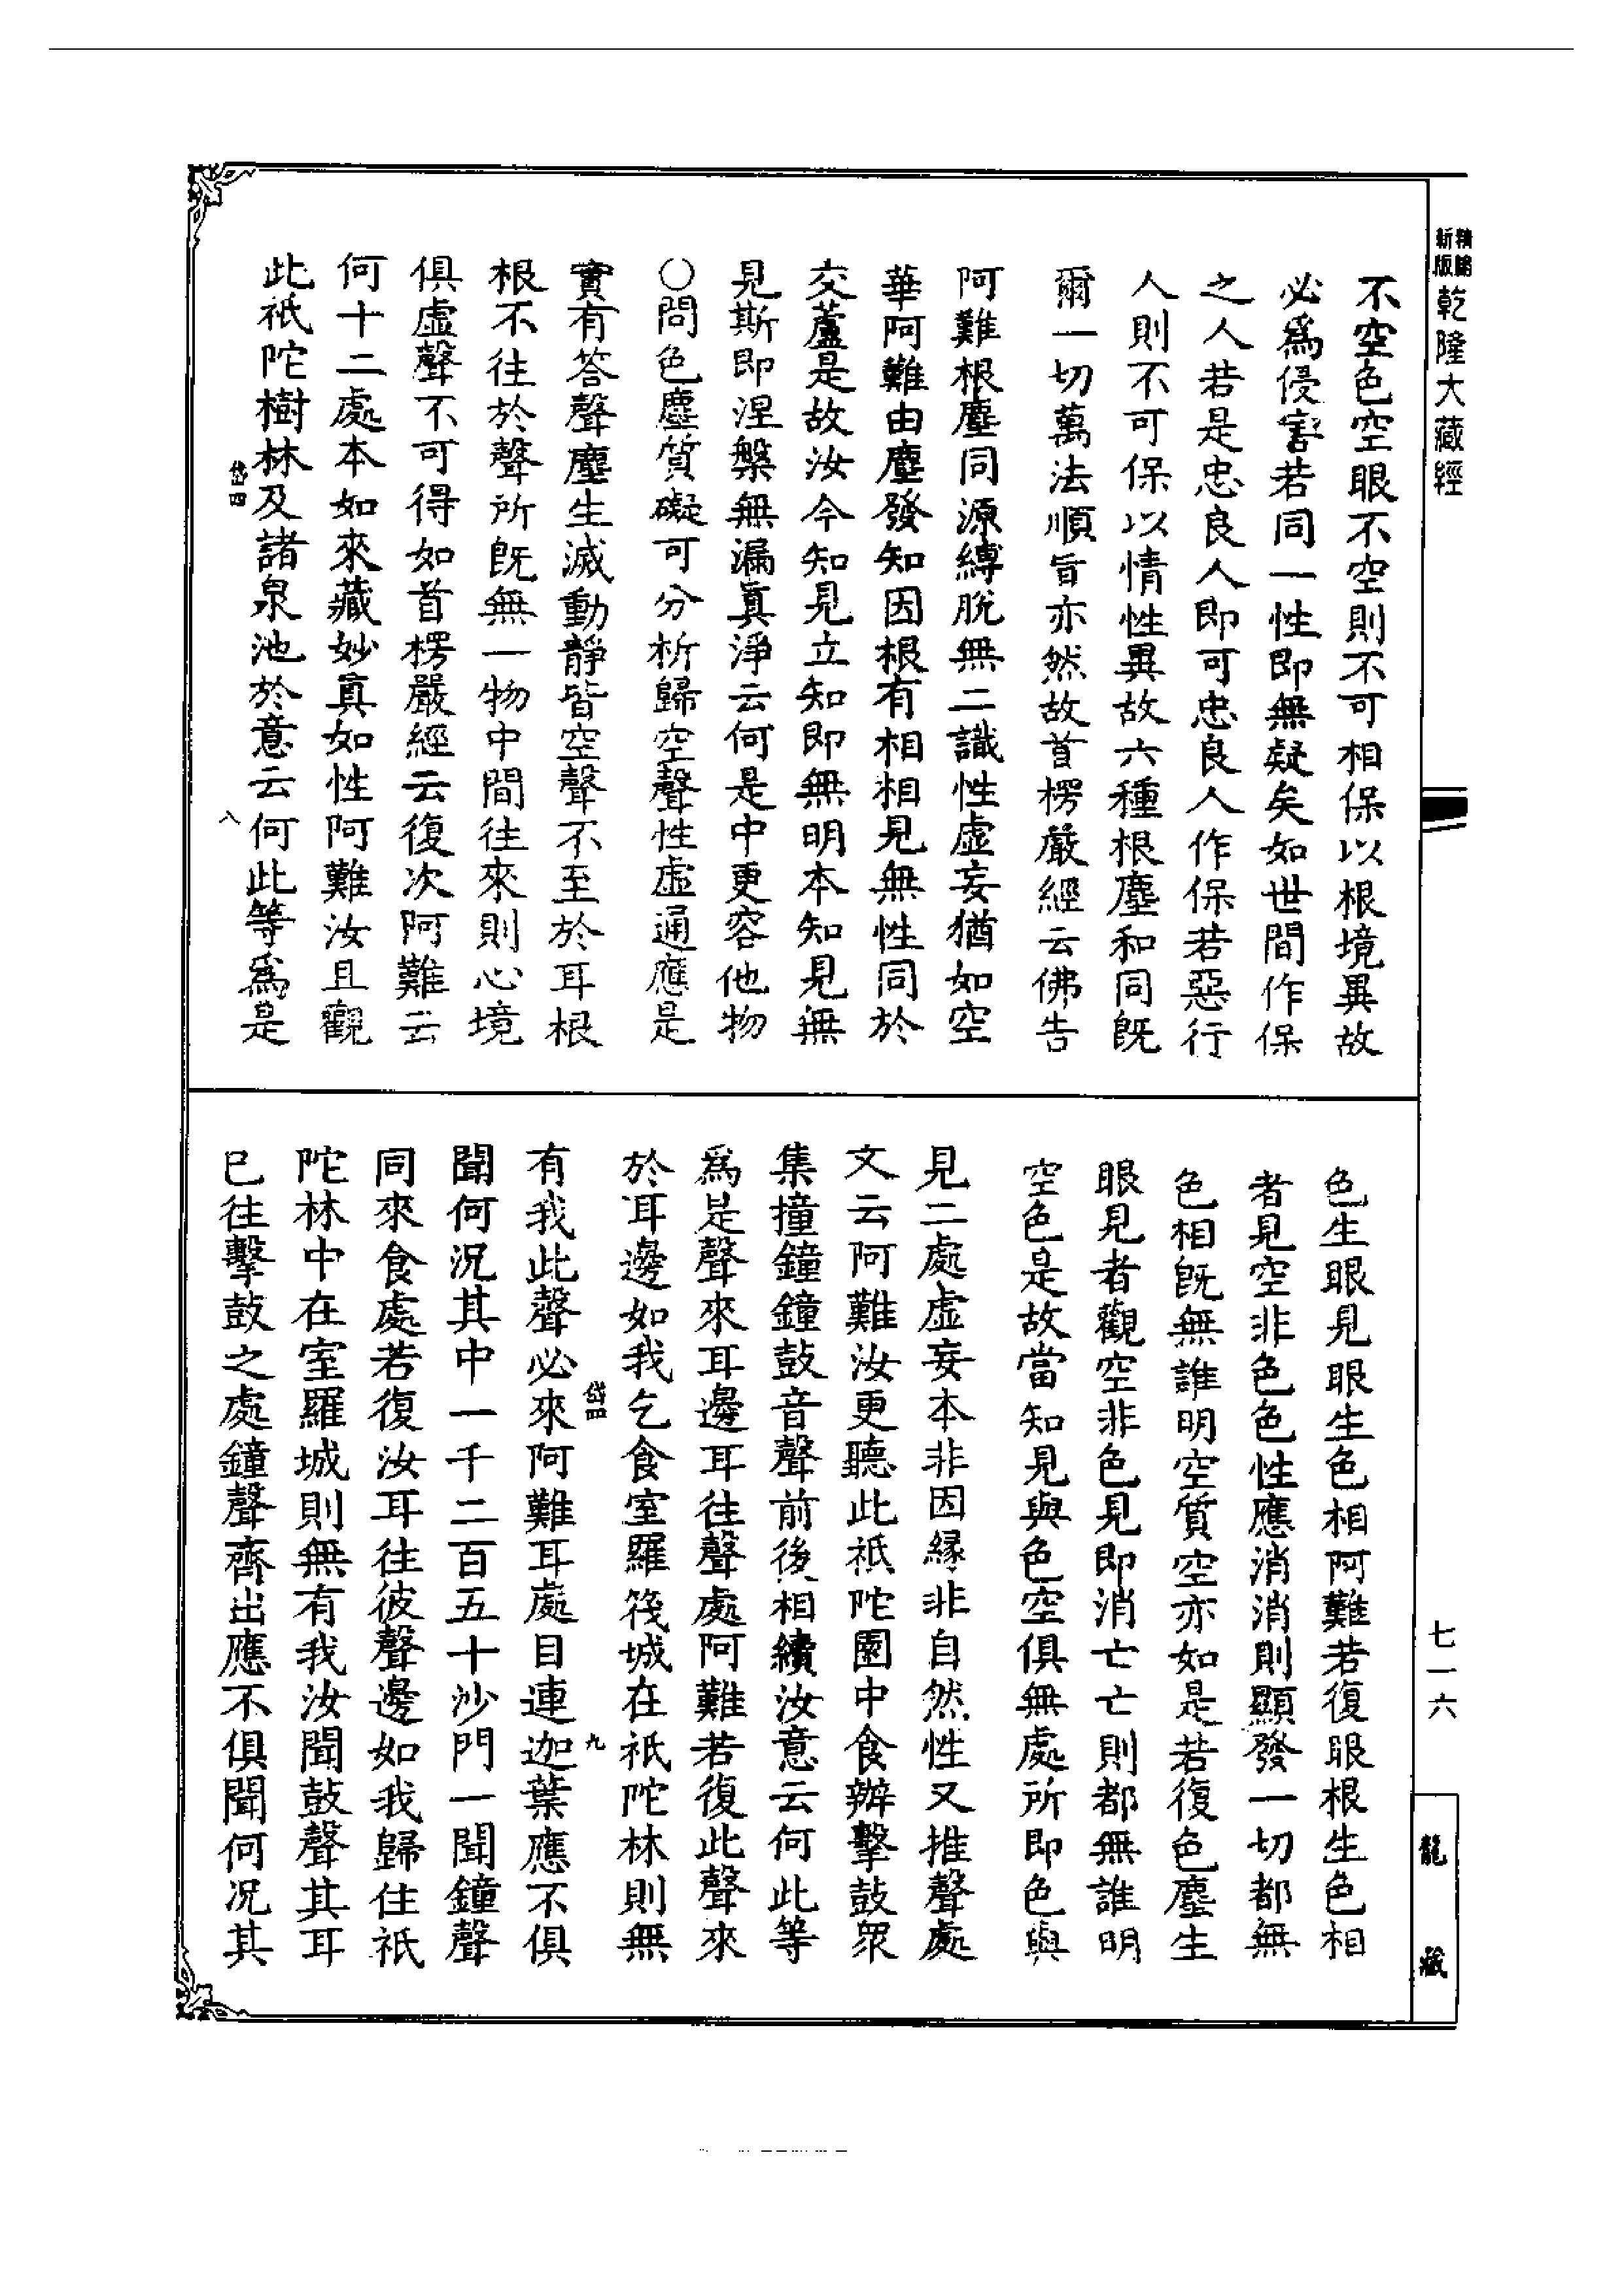 精縮新版乾隆大藏經
不空色空眼不空則不可相保以根境異故
必為侵害若同一性即無疑矣如世間作保
之人若是忠良人即可忠良人作保若惡行
人則不可保以情性異故六種根塵和同既
爾一切萬法順旨亦然故首楞嚴經云佛告
阿難根塵同源縛脫無二識性虛妄猶如空
華阿難由塵發知因根有相相見無性同於
交蘆是故汝今知見立知即無明本知見無
見斯即涅槃無漏真淨云何是中更容他物
○問色塵質礙可分析歸空聲性虛通應是
實有答聲塵生滅動靜皆空聲不至於耳根
根不往於聲所既無一物中間往來則心境
俱虛聲不可得如首楞嚴經云復次阿難云
何十二處本如來藏妙真如性阿難汝且觀
此祇陀樹林及諸泉池於意云何此等為是
岱四
八
色生眼見眼生色相阿難若復眼根生色相
者見空非色色性應消消則顯發一切都無
色相既無誰明空質空亦如是若復色塵生
眼見者觀空非色見即消亡亡則都無誰明
空色是故當知見與色空俱無處所即色與
見二處虛妄本非因緣非自然性又推聲處
文云阿難汝更聽此祇陀園中食辦擊鼓眾
集撞鐘鐘鼓音聲前後相續汝意云何此等
為是聲來耳邊耳往聲處阿難若復此聲來
於耳邊如我乞食室羅筏城在祇陀林則無
岱四
九
有我此聲必來阿難耳處目連迦葉應不俱
聞何況其中一千二百五十沙門一聞鐘聲
同來食處若復汝耳往彼聲邊如我歸住祇
陀林中在室羅城則無有我汝聞鼓聲其耳
已往擊鼓之處鐘聲齊出應不俱聞何況其
七一六
龍藏